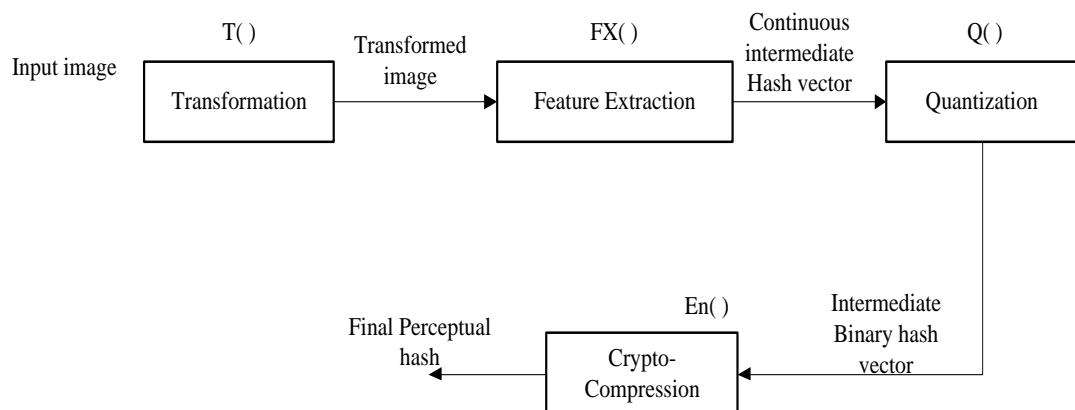 T( )
FX( )
Q( )
Input image
Transformation
Transformed
image
Feature Extraction
Continuous
intermediate
Hash vector
Quantization
Intermediate
Binary hash
vector
En( )
Crypto-
Compression
Final Perceptual
hash